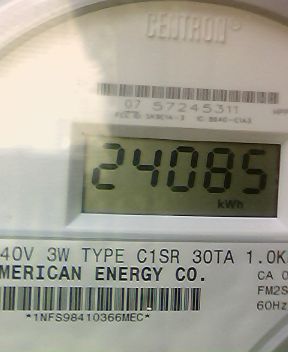 CENTRON®
07 57245311
24085
kWh
40V 3W TYPE C1SR 30TA 1.0K
MERICAN ENERGY CO.
CA 0
FM2S
60Hz
*1NFS98410366MEC*